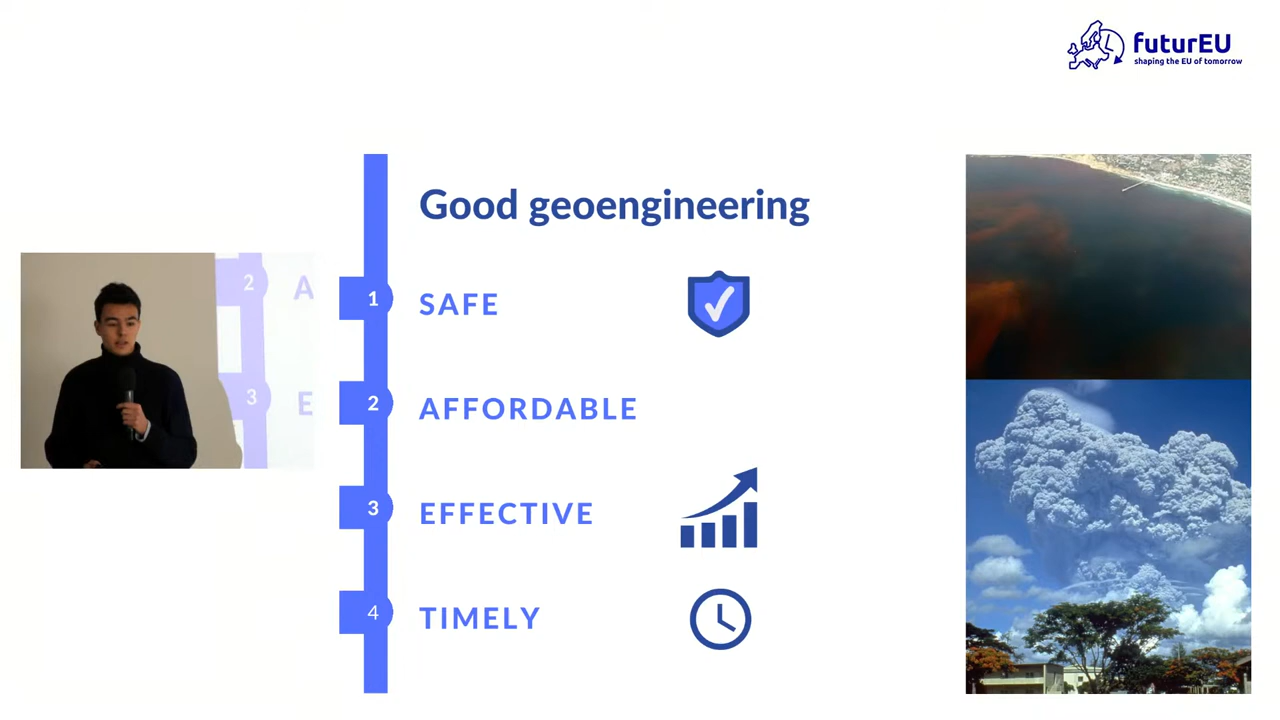 futurEU
shaping the EU of tomorrow
Good geoengineering
1 SAFE
2 AFFORDABLE
3 EFFECTIVE
4 TIMELY
2 A
3 E